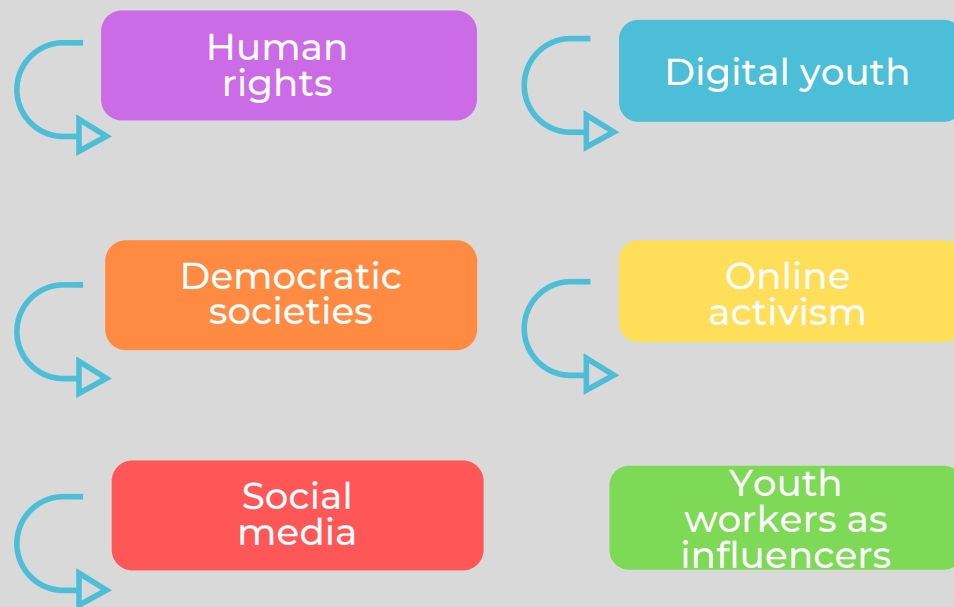 Human
rights
Democratic
societies
Social
media
Digital youth
Online
activism
Youth
workers as
influencers